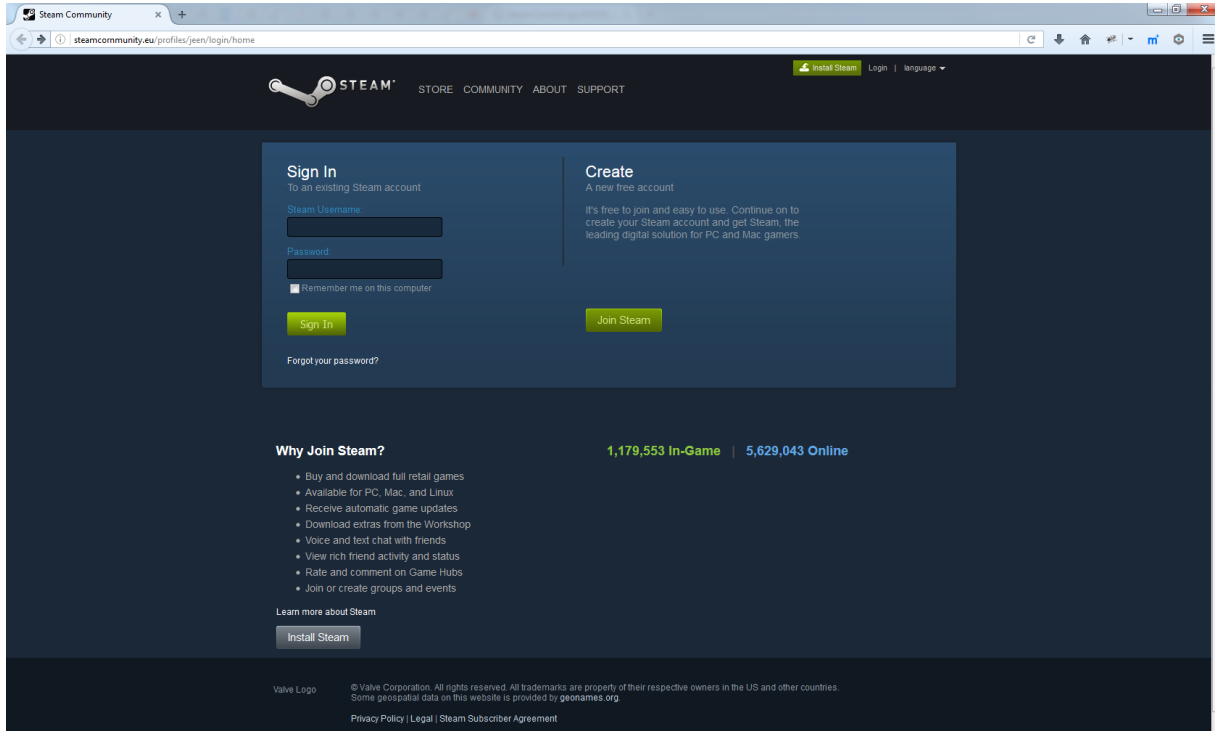 Steam Community
steamcornmunity.eu/profiles/jeen/login/home
Install Steam Login | language
STEAM® STORE COMMUNITY ABOUT SUPPORT
Sign In
To an existing Steam account
Steam Username:
Password:
Remember me on this computer
Sign In
Forgot your password?
Create
A new free account
It's free to join and easy to use. Continue on to
create your Steam account and get Steam, the
leading digital solution for PC and Mac gamers.
Join Steam
Why Join Steam?
• Buy and download full retail games
• Available for PC, Mac, and Linux
• Receive automatic game updates
• Download extras from the Workshop
• Voice and text chat with friends
• View rich friend activity and status
• Rate and comment on Game Hubs
• Join or create groups and events
Learn more about Steam
Install Steam
1,179,553 In-Game | 5,629,043 Online
Valve Logo
© Valve Corporation. All rights reserved. All trademarks are property of their respective owners in the US and other countries.
Some geospatial data on this website is provided by geonames.org.
Privacy Policy | Legal | Steam Subscriber Agreement